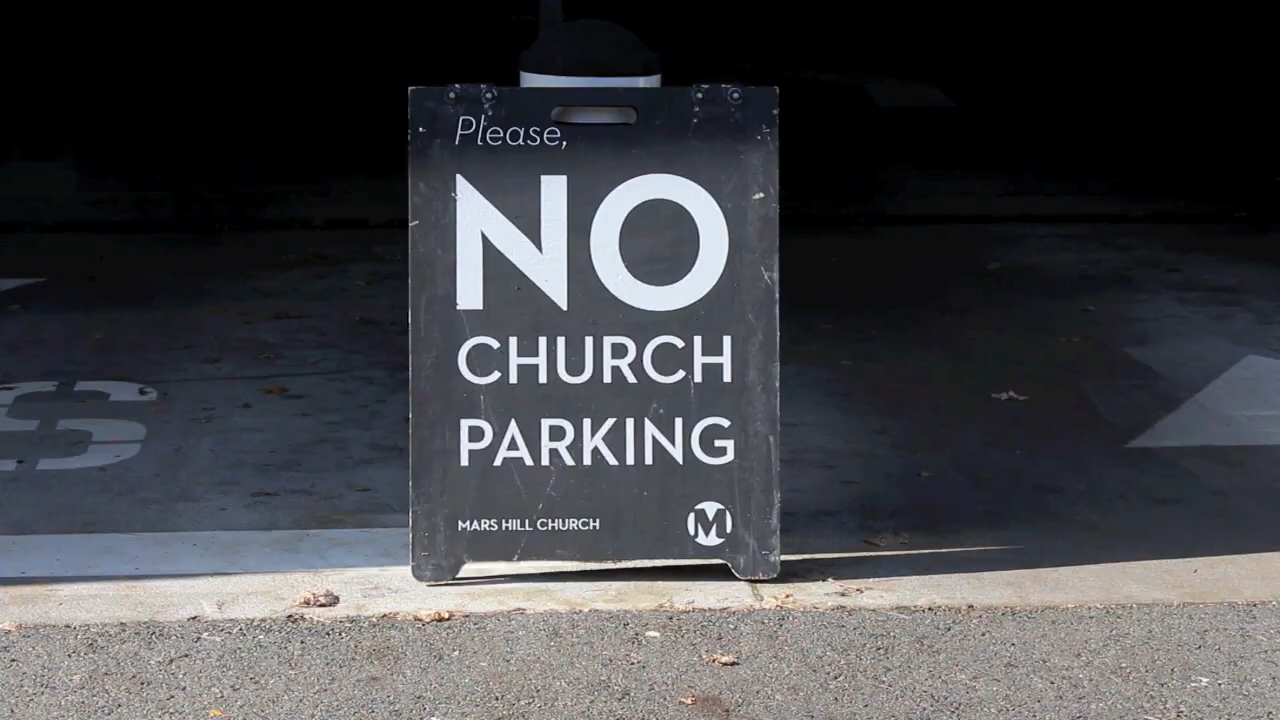 Please,
NO
CHURCH
PARKING
MARS HILL CHURCH
M
S